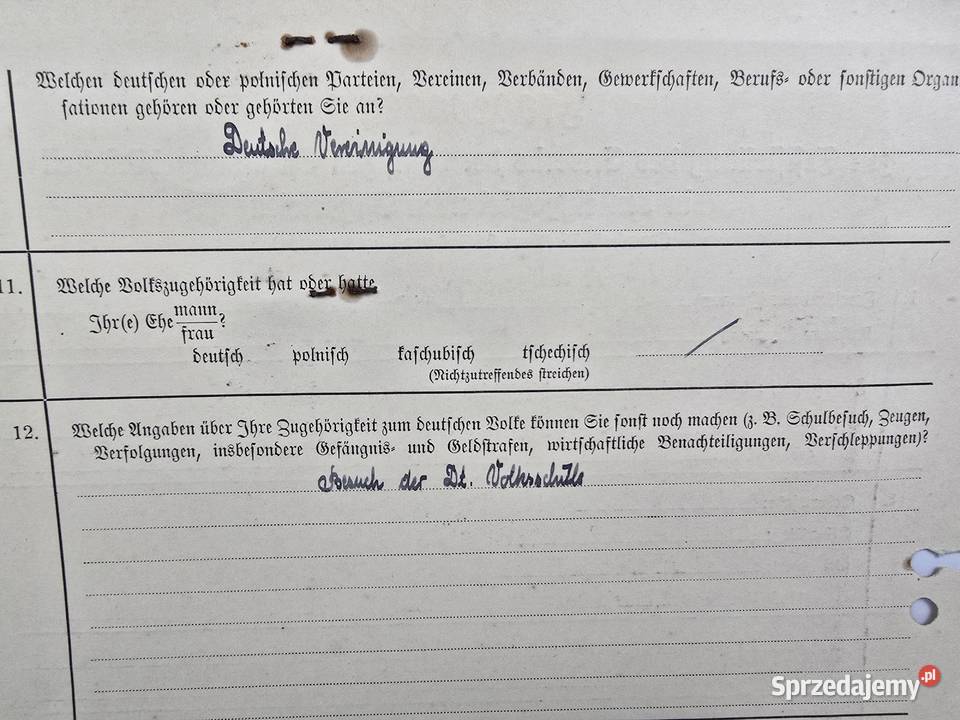 Welchen deutschen oder polnischen Parteien, Vereinen, Verbänden, Gewerkschaften, Berufs- oder sonstigen Organ
sationen gehören oder gehörten Sie an?
Deutsche Vereinigung
11. Welche Volkszugehörigkeit hat oder hatte
Ihr(e) Ehe mann/frau?
deutsch polnisch kaschubisch tschechisch
(Nichtzutreffendes streichen)
12. Welche Angaben über Ihre Zugehörigkeit zum deutschen Volke können Sie sonst noch machen (z. B. Schulbesuch, Zeugen,
Verfolgungen, insbesondere Gefängnis- und Geldstrafen, wirtschaftliche Benachteiligungen, Verschleppungen)?
Besuch der Dt. Volksschule
Sprzedajemy.pl